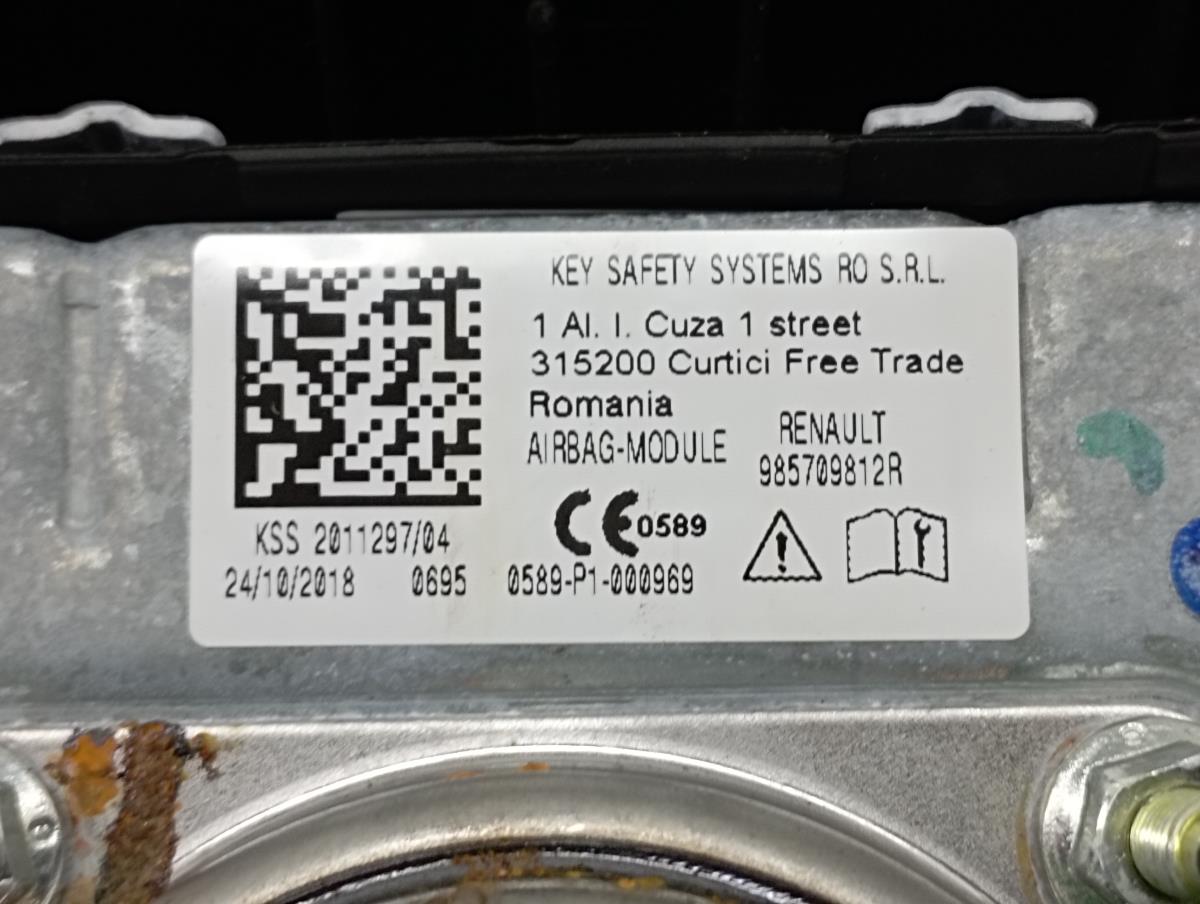 KEY SAFETY SYSTEMS RO S.R.L.
1 Al. I. Cuza 1 street
315200 Curtici Free Trade
Romania
AIRBAG-MODULE
RENAULT
985709812R
CE 0589
KSS 2011297/04
24/10/2018 0695 0589-P1-000969